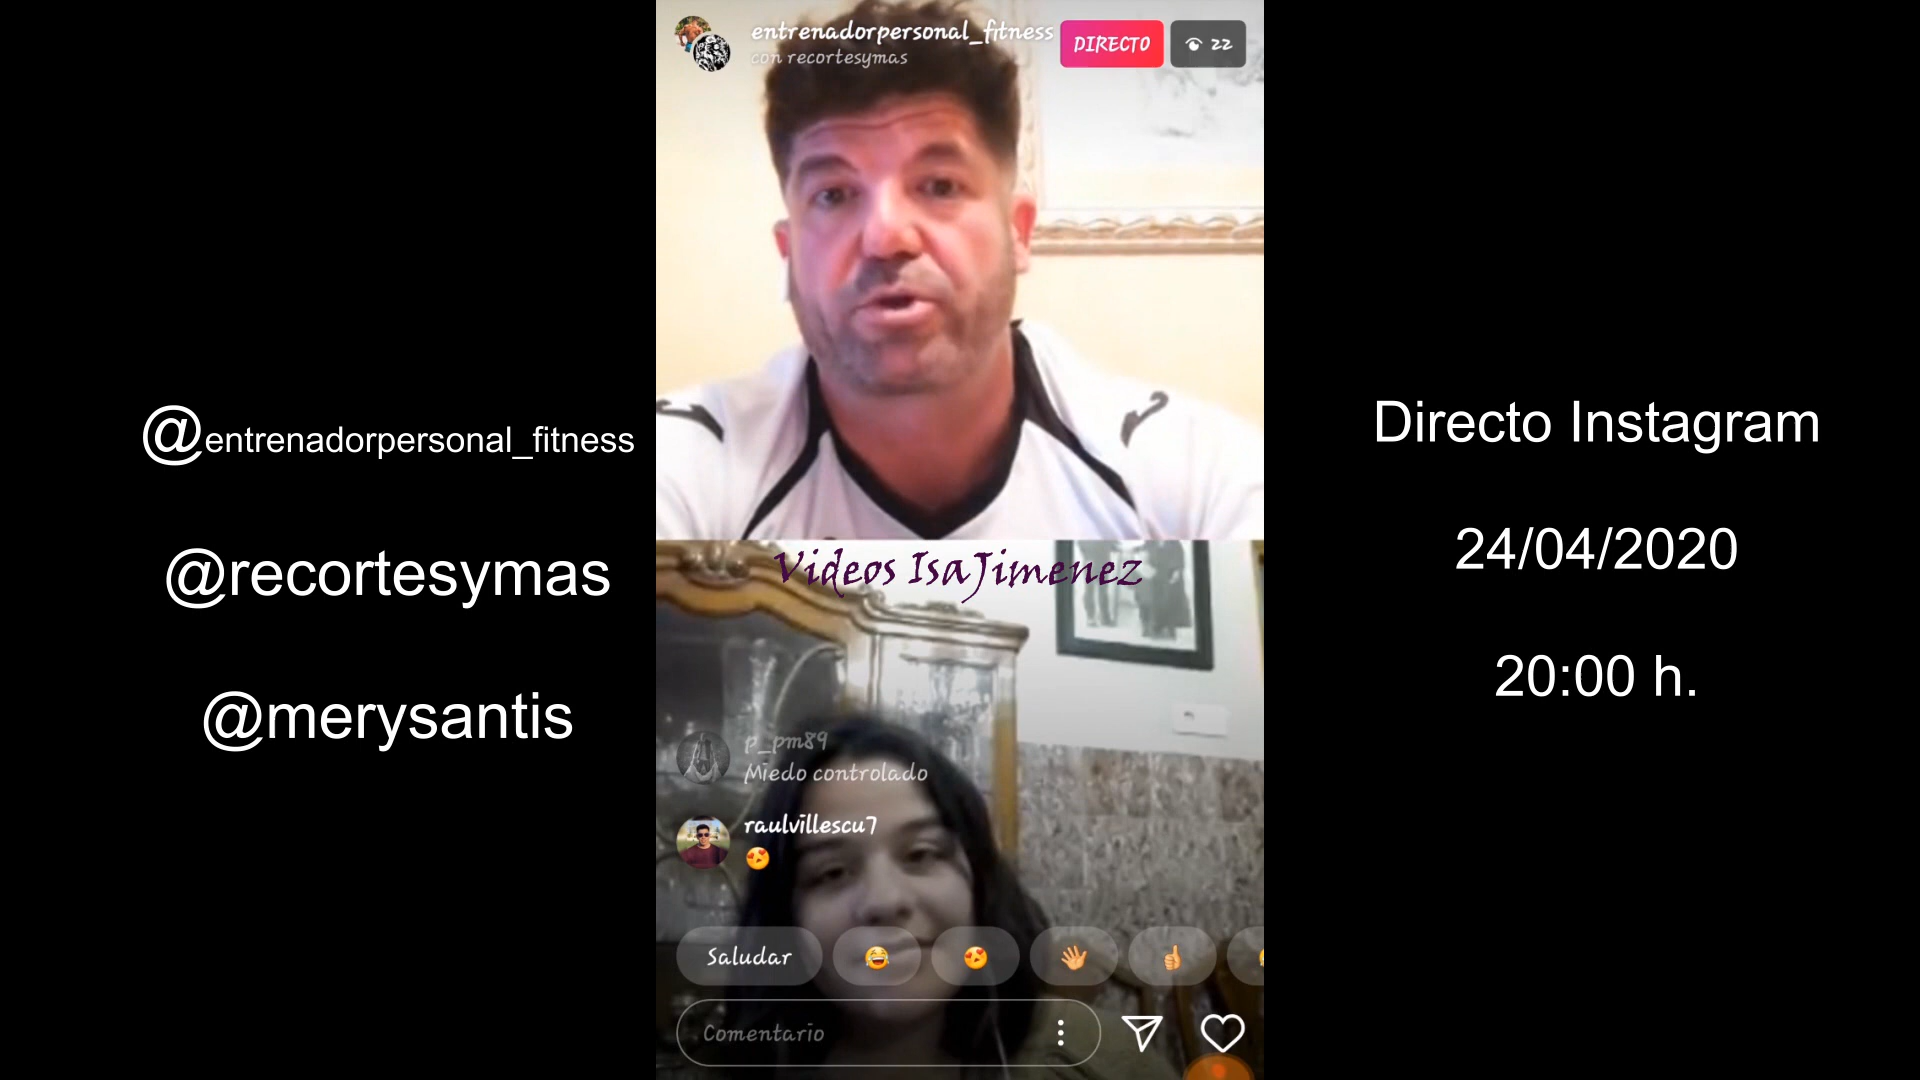 @entrenadorpersonal_fitness
@recortesymas
@merysantis
entrenadorpersonal_fitness
con recortesymas
DIRECTO
22
Videos IsaJimenez
p_pm89
Miedo controlado
raulvillescu7
😍
Saludar 😂 😍 👋 👍
Comentario
Directo Instagram
24/04/2020
20:00 h.